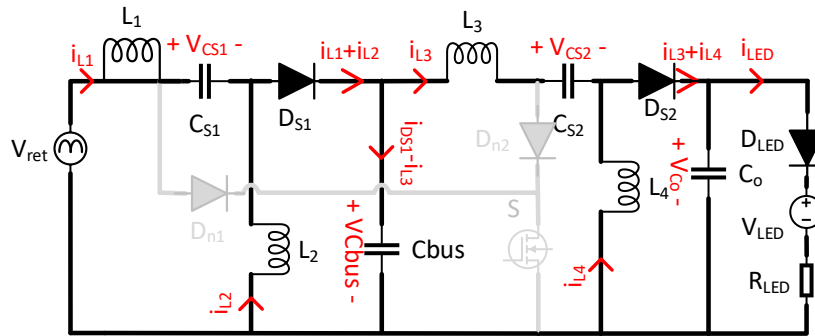 L1
L3
iL1
+ VCS1 -
iL1+iL2
iL3
+ VCS2 -
iL3+iL4
iLED
CS1
DS1
CS2
DS2
Vret
iDS1-iL3
Dn2
DLED
Dn1
S
L4
+ VCo -
Co
L2
+ VCbus -
Cbus
VLED
iL2
iL4
RLED